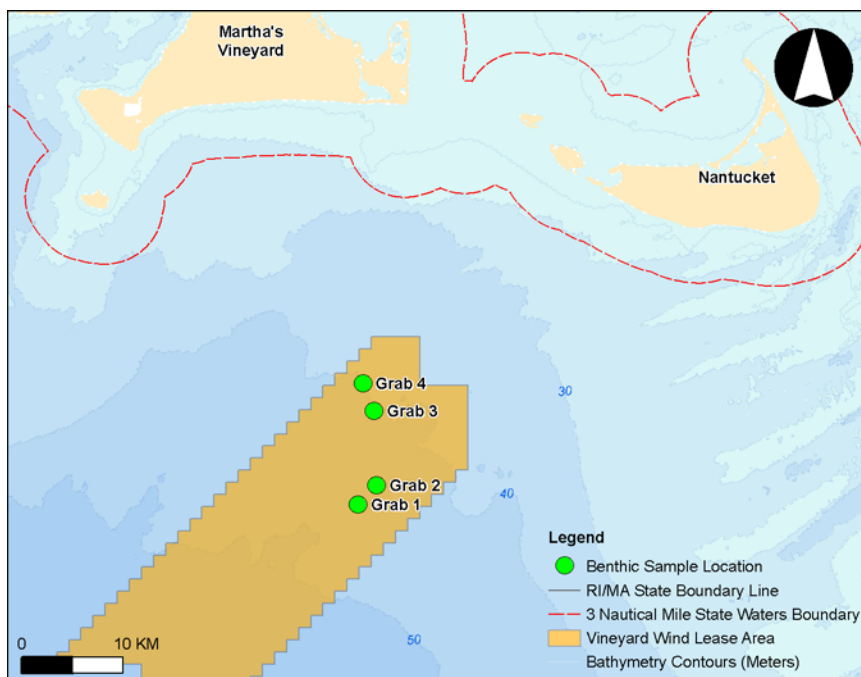 Martha's
Vineyard
Nantucket
Grab 4
Grab 3
30
Grab 2
40
Grab 1
Legend
Benthic Sample Location
RI/MA State Boundary Line
3 Nautical Mile State Waters Boundary
Vineyard Wind Lease Area
Bathymetry Contours (Meters)
0 10 KM
50